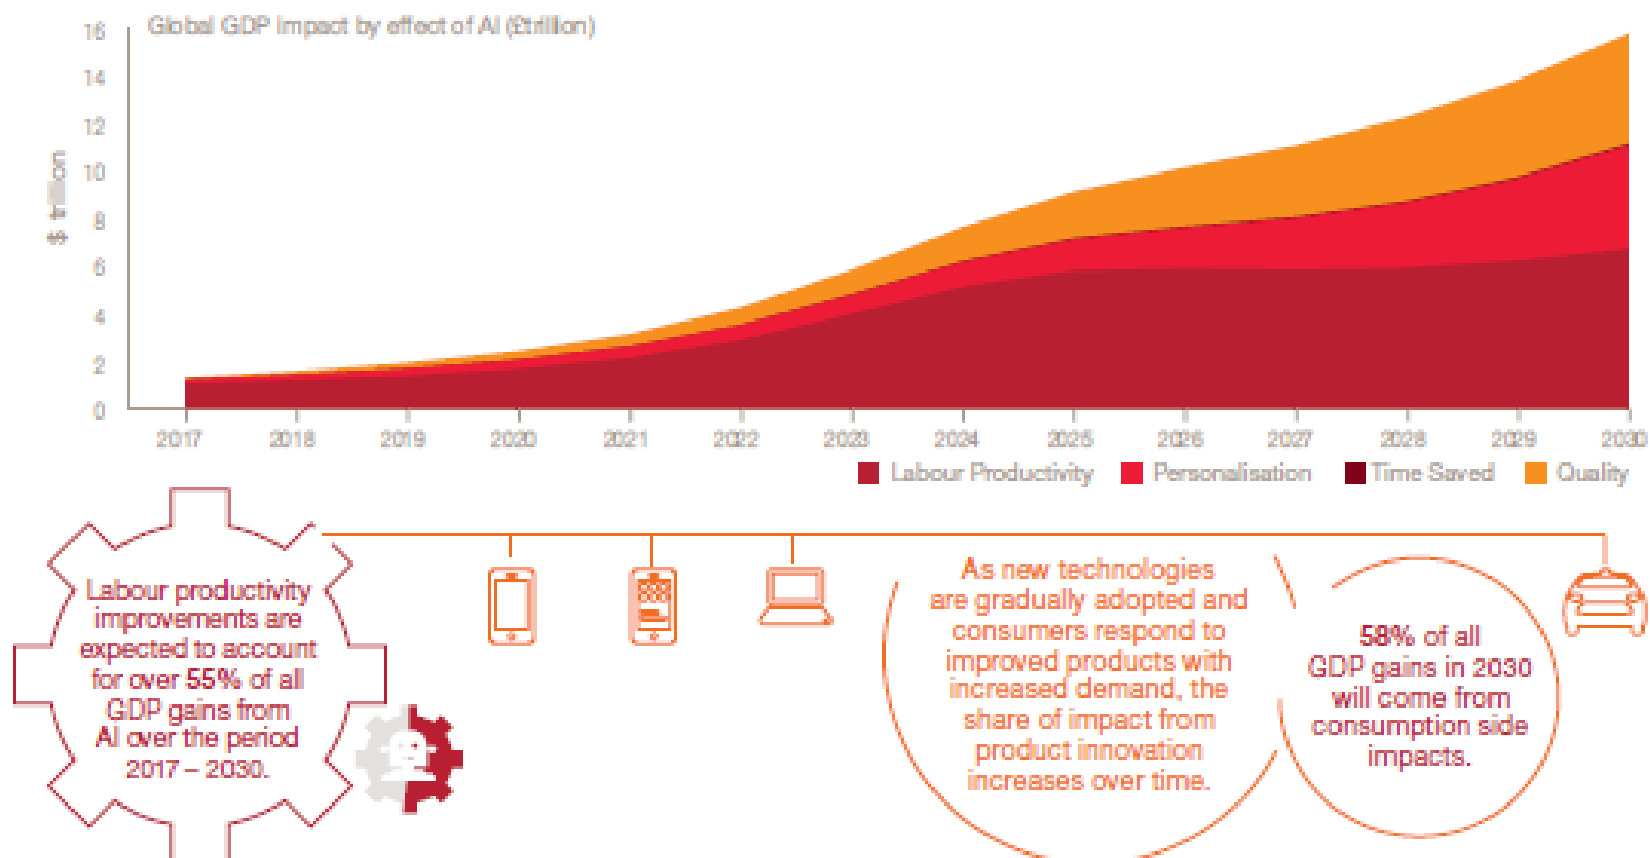 Global GDP impact by effect of AI (£trillion)
16
14
12
10
8
6
4
2
0
$ trillion
2017 2018 2019 2020 2021 2022 2023 2024 2025 2026 2027 2028 2029 2030
Labour Productivity Personalisation Time Saved Quality
Labour productivity
improvements are
expected to account
for over 55% of all
GDP gains from
AI over the period
2017 – 2030.
As new technologies
are gradually adopted and
consumers respond to
improved products with
increased demand, the
share of impact from
product innovation
increases over time.
58% of all
GDP gains in 2030
will come from
consumption side
impacts.